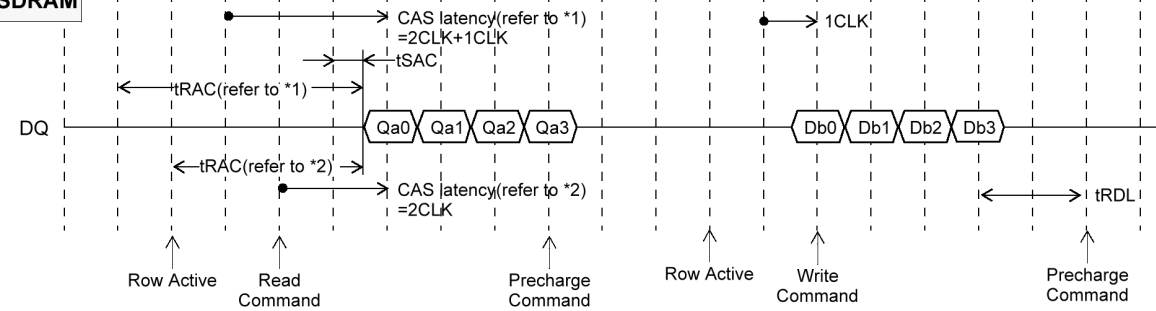 SDRAM
CAS latency(refer to *1)
=2CLK+1CLK
1CLK
tSAC
tRAC(refer to *1)
DQ
Qa0 Qa1 Qa2 Qa3 Db0 Db1 Db2 Db3
tRAC(refer to *2)
CAS latency(refer to *2)
=2CLK
tRDL
Row Active
Read
Command
Precharge
Command
Row Active
Write
Command
Precharge
Command